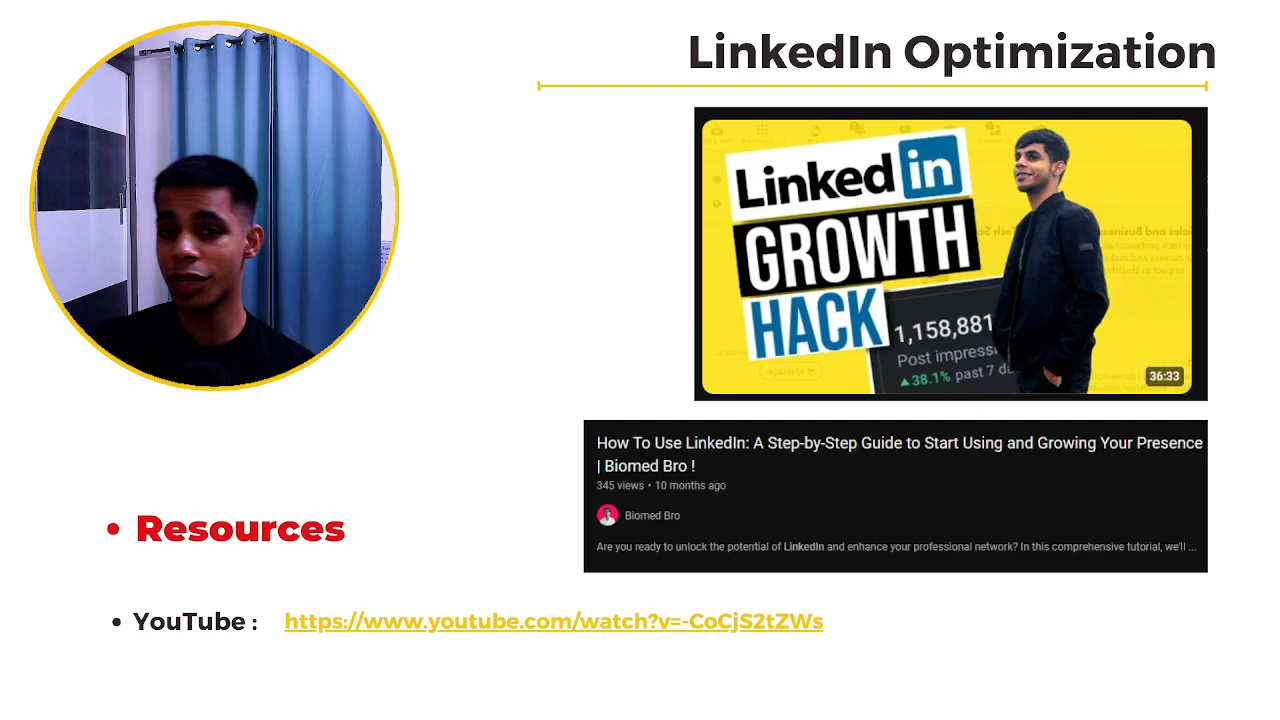 LinkedIn Optimization
Linked in
GROWTH
HACK
1,158,881
Post impressi
▲38.1% past 7 da
36:33
How To Use LinkedIn: A Step-by-Step Guide to Start Using and Growing Your Presence
| Biomed Bro !
345 views • 10 months ago
Biomed Bro
Are you ready to unlock the potential of LinkedIn and enhance your professional network? In this comprehensive tutorial, we'll ...
• Resources
• YouTube : https://www.youtube.com/watch?v=-CoCjS2tZWs